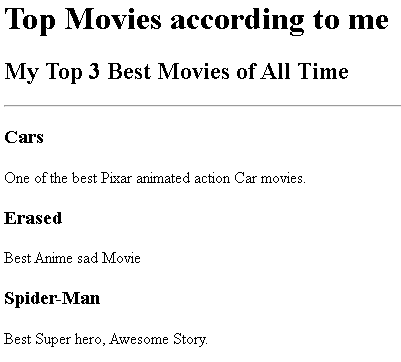 Top Movies according to me
My Top 3 Best Movies of All Time
Cars
One of the best Pixar animated action Car movies.
Erased
Best Anime sad Movie
Spider-Man
Best Super hero, Awesome Story.